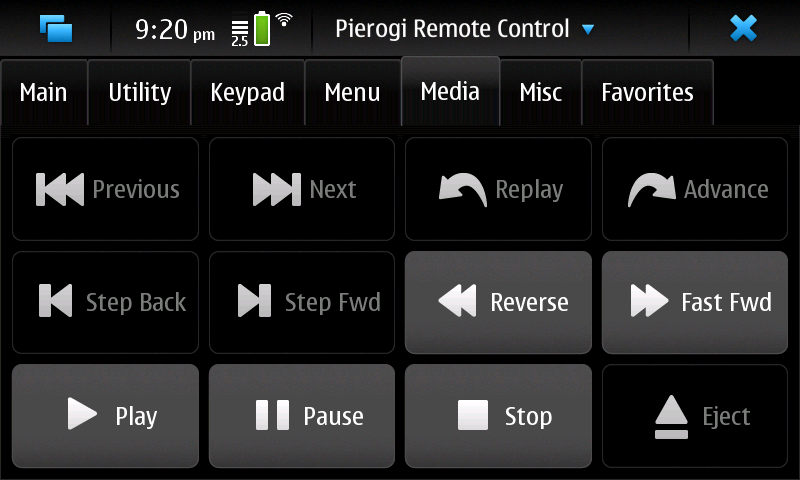 9:20 pm 2.5 Pierogi Remote Control
Main Utility Keypad Menu Media Misc Favorites
Previous Next Replay Advance
Step Back Step Fwd Reverse Fast Fwd
Play Pause Stop Eject